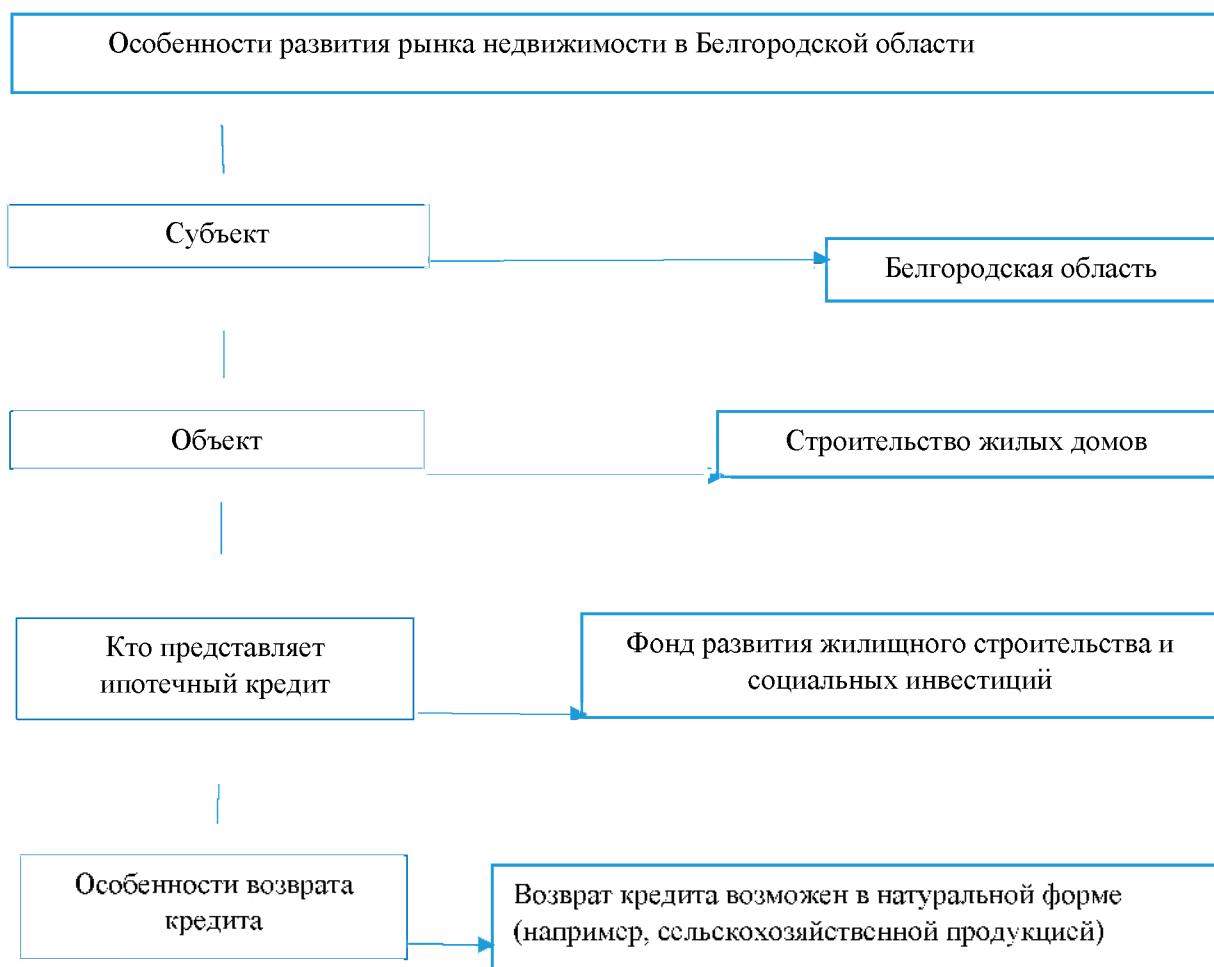 Особенности развития рынка недвижимости в Белгородской области
Субъект
Белгородская область
Объект
Строительство жилых домов
Кто представляет
ипотечный кредит
Фонд развития жилищного строительства и
социальных инвестиций
Особенности возврата
кредита
Возврат кредита возможен в натуральной форме
(например, сельскохозяйственной продукцией)